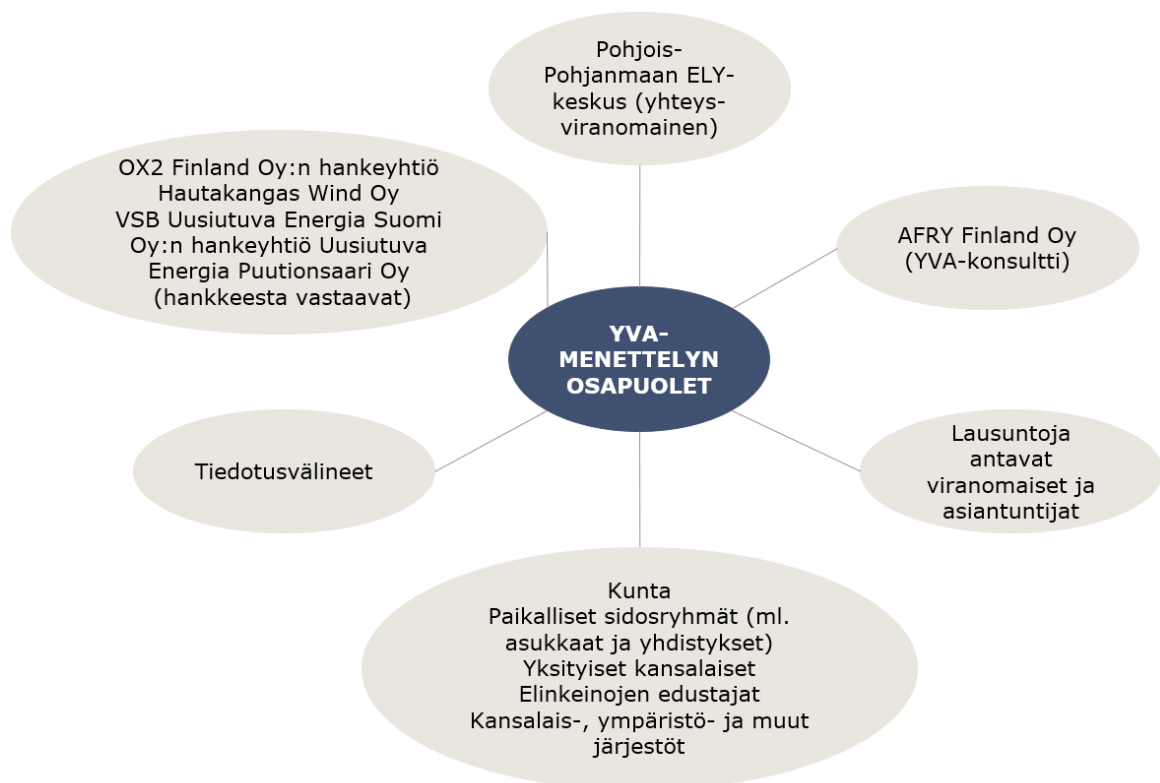 Pohjois-
Pohjanmaan ELY-
keskus (yhteys-
viranomainen)
OX2 Finland Oy:n hankeyhtiö
Hautakangas Wind Oy
VSB Uusiutuva Energia Suomi
Oy:n hankeyhtiö Uusiutuva
Energia Puutionsaari Oy
(hankkeesta vastaavat)
AFRY Finland Oy
(YVA-konsultti)
YVA-
MENETTELYN
OSAPUOLET
Tiedotusvälineet
Lausuntoja
antavat
viranomaiset ja
asiantuntijat
Kunta
Paikalliset sidosryhmät (ml.
asukkaat ja yhdistykset)
Yksityiset kansalaiset
Elinkeinojen edustajat
Kansalais-, ympäristö- ja muut
järjestöt